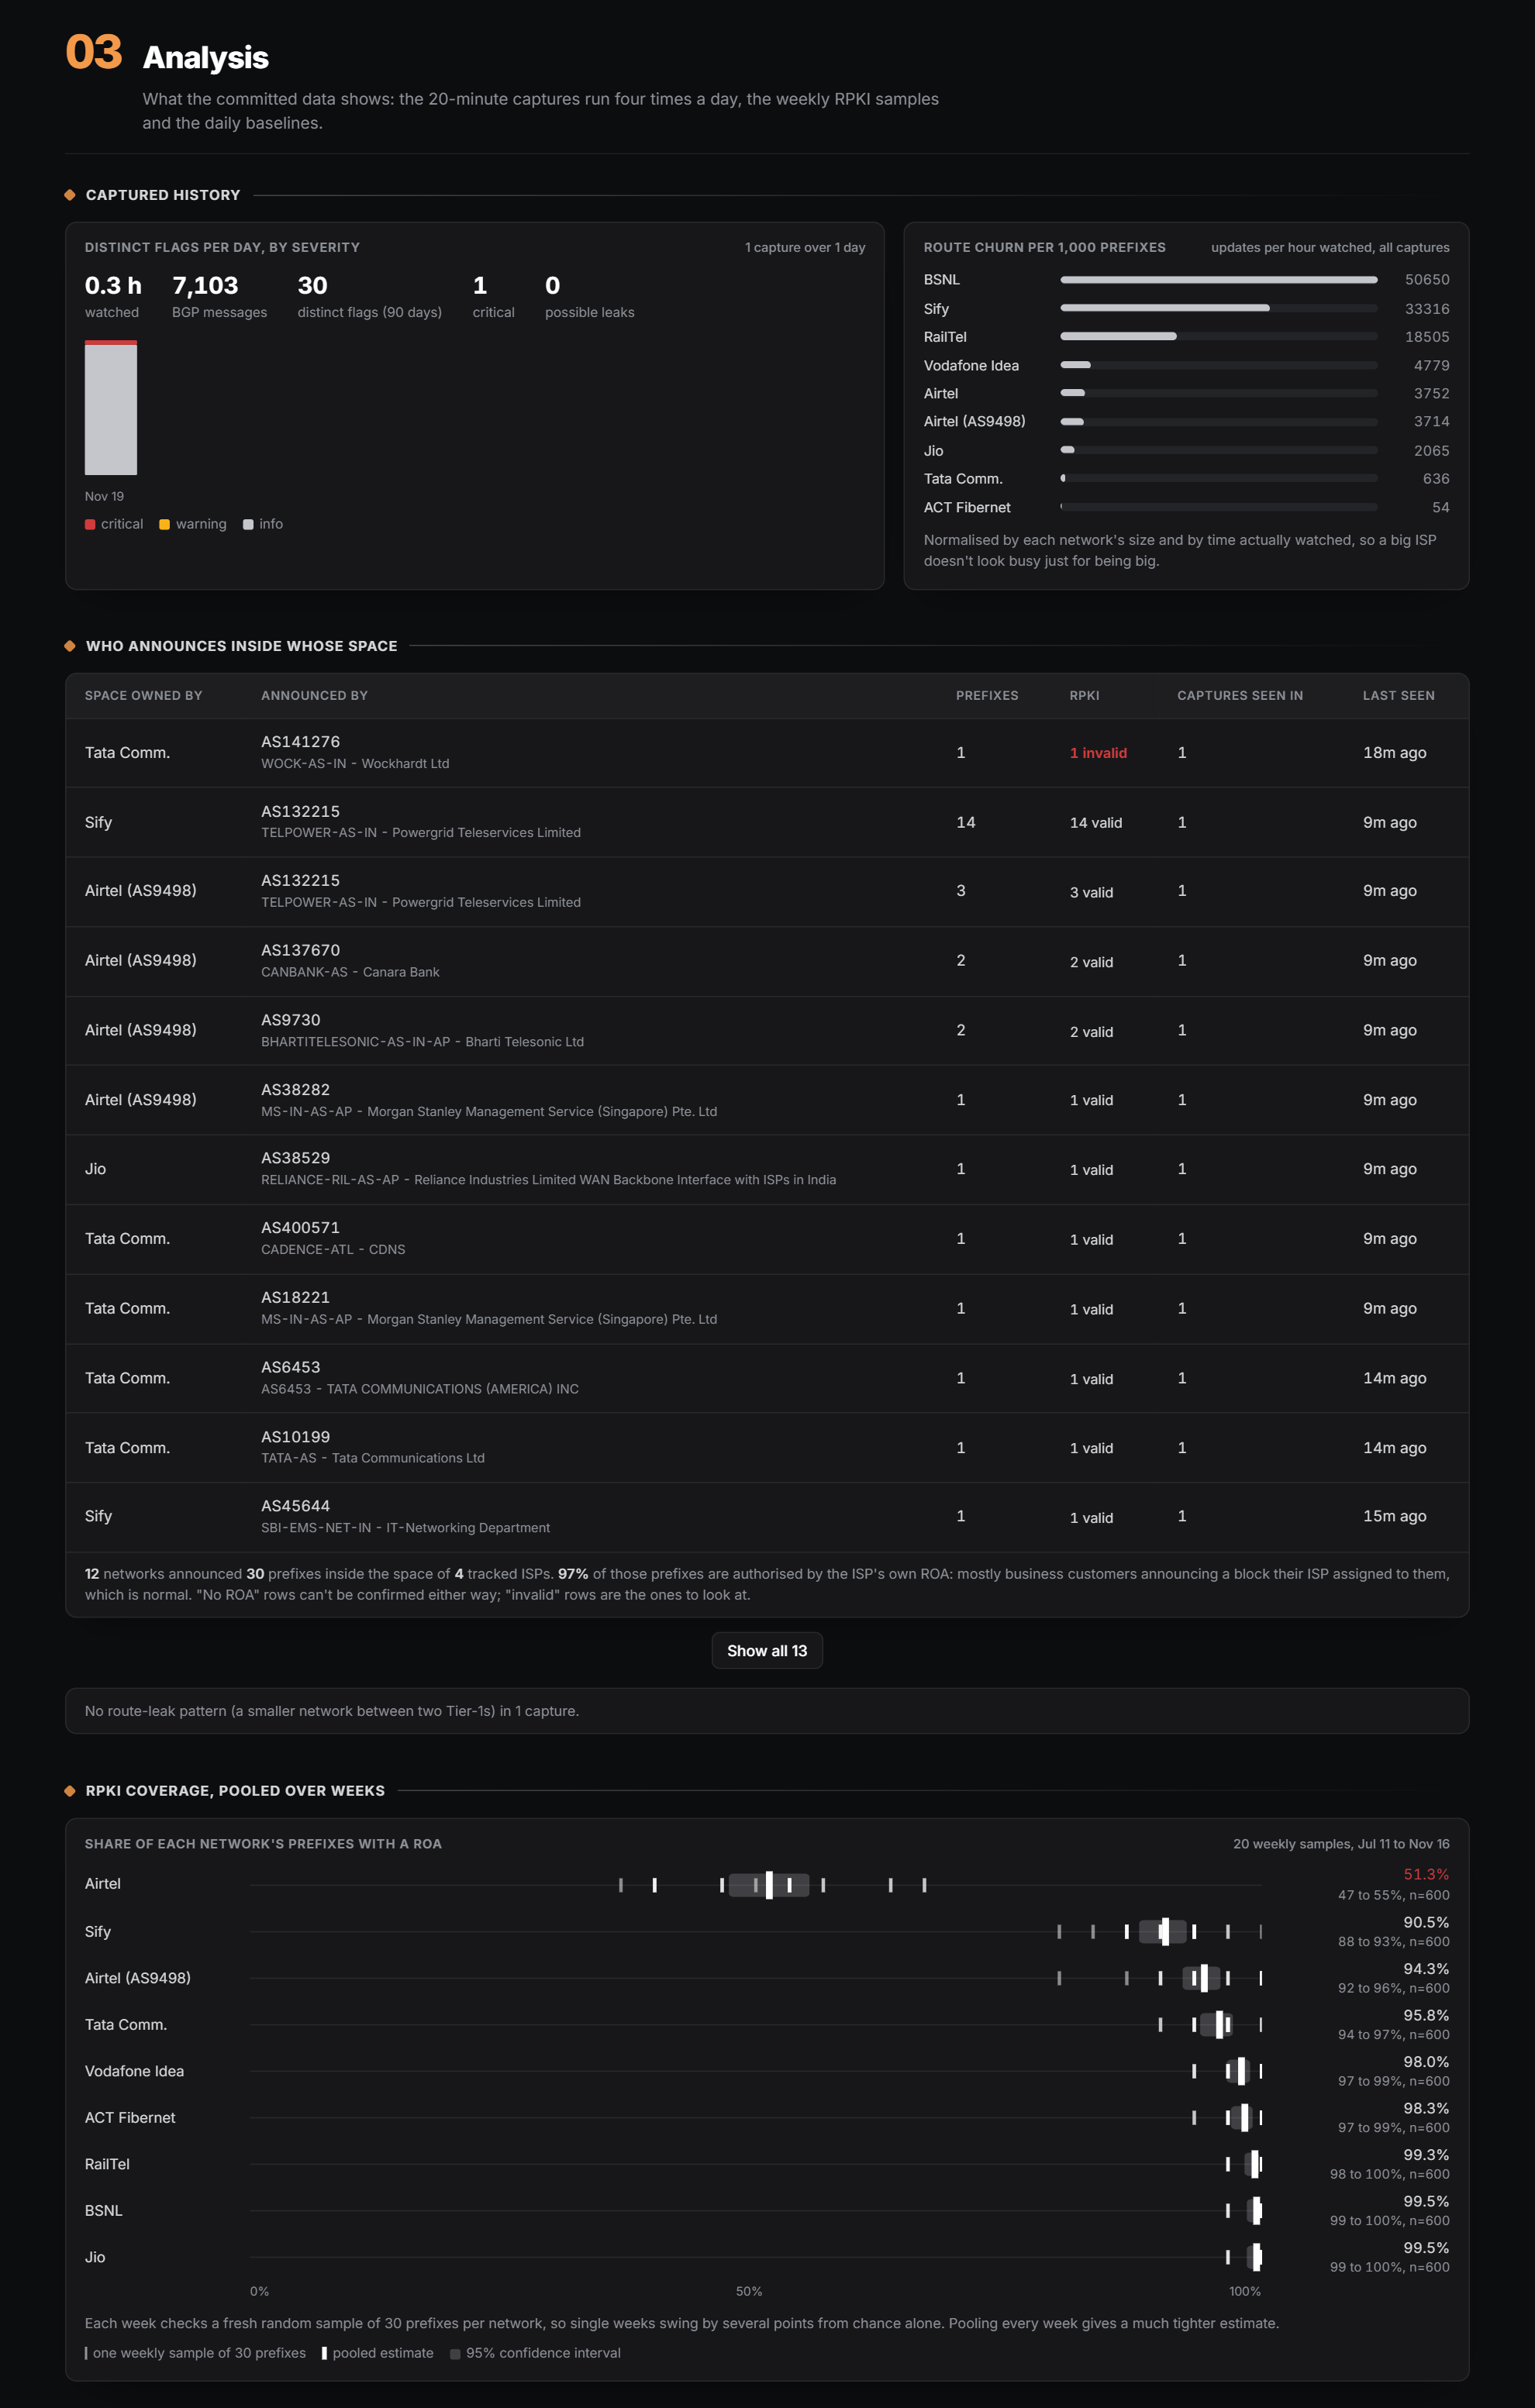 03 Analysis
What the committed data shows: the 20-minute captures run four times a day, the weekly RPKI samples
and the daily baselines.
CAPTURED HISTORY
DISTINCT FLAGS PER DAY, BY SEVERITY 1 capture over 1 day
0.3 h 7,103 30 1 0
watched BGP messages distinct flags (90 days) critical possible leaks
Nov 19
critical warning info
ROUTE CHURN PER 1,000 PREFIXES updates per hour watched, all captures
BSNL 50650
Sify 33316
RailTel 18505
Vodafone Idea 4779
Airtel 3752
Airtel (AS9498) 3714
Jio 2065
Tata Comm. 636
ACT Fibernet 54
Normalised by each network's size and by time actually watched, so a big ISP
doesn't look busy just for being big.
WHO ANNOUNCES INSIDE WHOSE SPACE
SPACE OWNED BY ANNOUNCED BY PREFIXES RPKI CAPTURES SEEN IN LAST SEEN
Tata Comm. AS141276 1 1 invalid 1 18m ago
WOCK-AS-IN - Wockhardt Ltd
Sify AS132215 14 14 valid 1 9m ago
TELPOWER-AS-IN - Powergrid Teleservices Limited
Airtel (AS9498) AS132215 3 3 valid 1 9m ago
TELPOWER-AS-IN - Powergrid Teleservices Limited
Airtel (AS9498) AS137670 2 2 valid 1 9m ago
CANBANK-AS - Canara Bank
Airtel (AS9498) AS9730 2 2 valid 1 9m ago
BHARTITELESONIC-AS-IN-AP - Bharti Telesonic Ltd
Airtel (AS9498) AS38282 1 1 valid 1 9m ago
MS-IN-AS-AP - Morgan Stanley Management Service (Singapore) Pte. Ltd
Jio AS38529 1 1 valid 1 9m ago
RELIANCE-RIL-AS-AP - Reliance Industries Limited WAN Backbone Interface with ISPs in India
Tata Comm. AS400571 1 1 valid 1 9m ago
CADENCE-ATL - CDNS
Tata Comm. AS18221 1 1 valid 1 9m ago
MS-IN-AS-AP - Morgan Stanley Management Service (Singapore) Pte. Ltd
Tata Comm. AS6453 1 1 valid 1 14m ago
AS6453 - TATA COMMUNICATIONS (AMERICA) INC
Tata Comm. AS10199 1 1 valid 1 14m ago
TATA-AS - Tata Communications Ltd
Sify AS45644 1 1 valid 1 15m ago
SBI-EMS-NET-IN - IT-Networking Department
12 networks announced 30 prefixes inside the space of 4 tracked ISPs. 97% of those prefixes are authorised by the ISP's own ROA: mostly business customers announcing a block their ISP assigned to them,
which is normal. "No ROA" rows can't be confirmed either way; "invalid" rows are the ones to look at.
Show all 13
No route-leak pattern (a smaller network between two Tier-1s) in 1 capture.
RPKI COVERAGE, POOLED OVER WEEKS
SHARE OF EACH NETWORK'S PREFIXES WITH A ROA 20 weekly samples, Jul 11 to Nov 16
Airtel 51.3%
47 to 55%, n=600
Sify 90.5%
88 to 93%, n=600
Airtel (AS9498) 94.3%
92 to 96%, n=600
Tata Comm. 95.8%
94 to 97%, n=600
Vodafone Idea 98.0%
97 to 99%, n=600
ACT Fibernet 98.3%
97 to 99%, n=600
RailTel 99.3%
98 to 100%, n=600
BSNL 99.5%
99 to 100%, n=600
Jio 99.5%
99 to 100%, n=600
0% 50% 100%
Each week checks a fresh random sample of 30 prefixes per network, so single weeks swing by several points from chance alone. Pooling every week gives a much tighter estimate.
one weekly sample of 30 prefixes pooled estimate 95% confidence interval